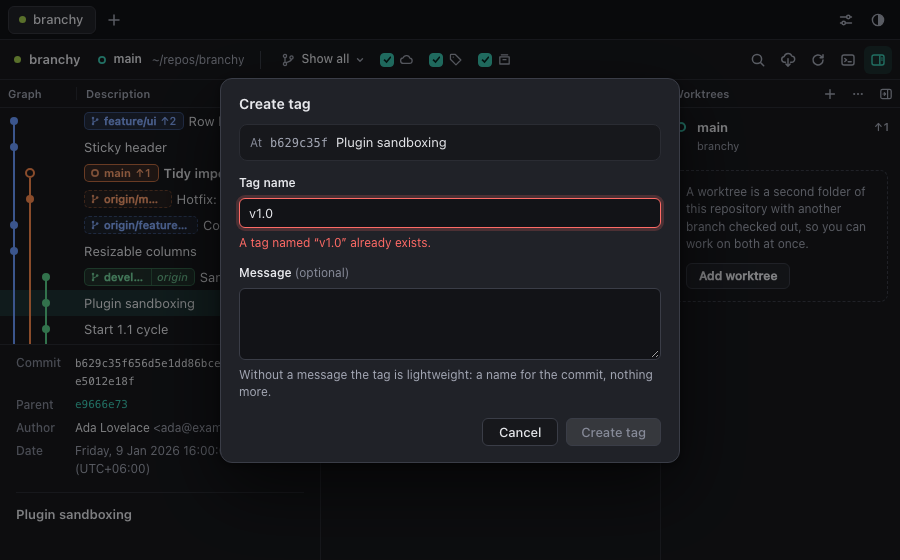 branchy
branchy main ~/repos/branchy Show all
Graph Description
Worktrees
feature/ui ↑2 Row
Sticky header
main ↑1 Tidy
origin/m... Hotfix:
origin/feature...
Resizable columns
devel... origin
Plugin sandboxing
Start 1.1 cycle
Commit b629c35f656d5e1dd86bce
e5012e18f
Parent e9666e73
Author Ada Lovelace <ada@exam
Date Friday, 9 Jan 2026 16:00:
(UTC+06:00)
Plugin sandboxing
Create tag
At b629c35f Plugin sandboxing
Tag name
v1.0
A tag named “v1.0” already exists.
Message (optional)
Without a message the tag is lightweight: a name for the commit, nothing
more.
Cancel Create tag
main ↑1
branchy
A worktree is a second folder of
this repository with another
branch checked out, so you can
work on both at once.
Add worktree